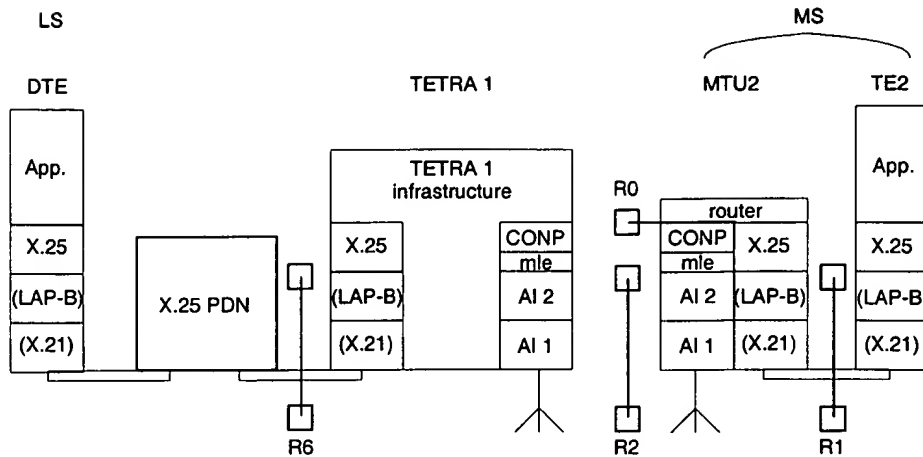 LS
MS
DTE
TETRA 1
MTU2
TE2
App.
TETRA 1
infrastructure
App.
R0
router
X.25
X.25
CONP
CONP
X.25
X.25
mle
mle
X.25 PDN
(LAP-B)
(LAP-B)
AI 2
AI 2
(LAP-B)
(LAP-B)
(X.21)
(X.21)
AI 1
AI 1
(X.21)
(X.21)
R6
R2
R1